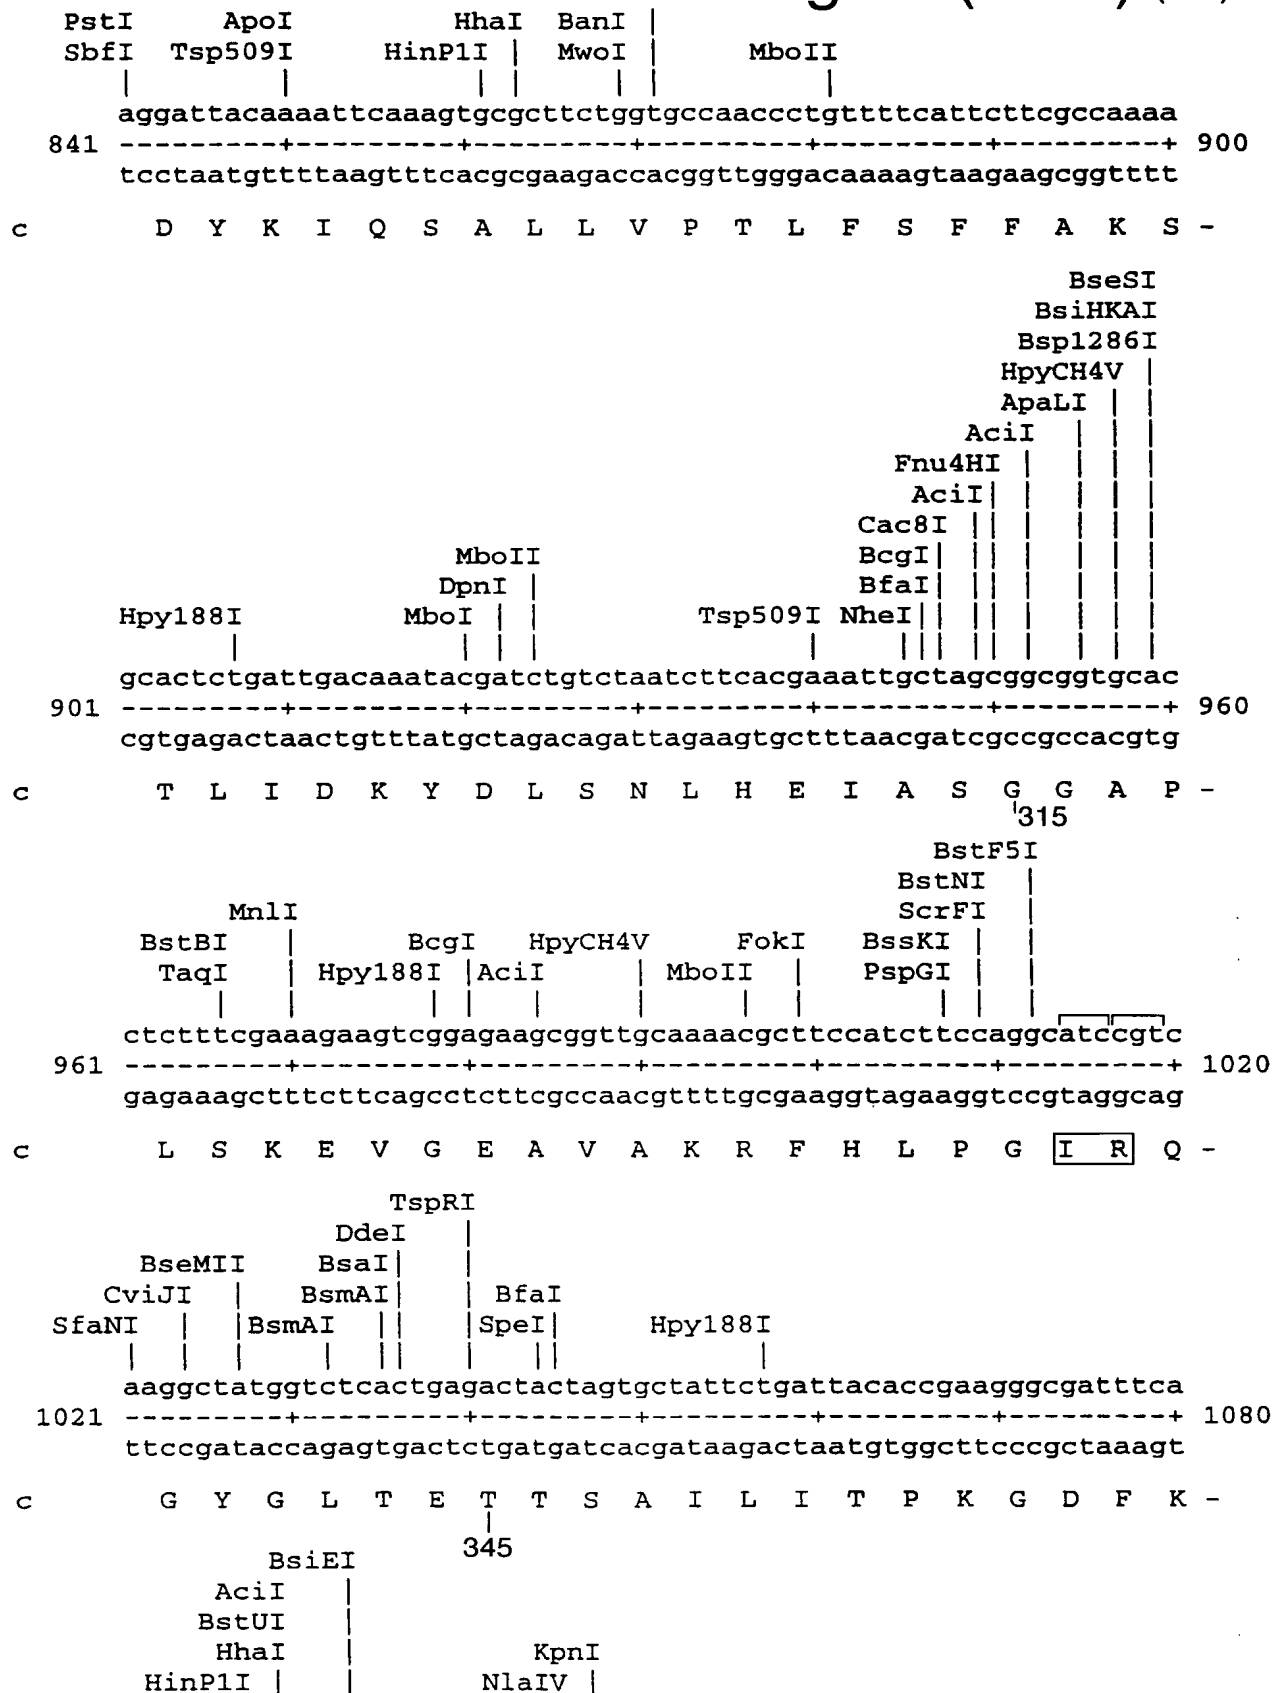 PstI ApoI HhaI BanI
SbfI Tsp509I HinP1I MwoI MboII
aggattacaaaattcaaagtgcgcttctggtgccaaccctgttttcattcttcgccaaaa
841 ---------+---------+---------+---------+---------+---------+ 900
tcctaatgttttaagtttcacgcgaagaccacggttgggacaaaagtaagaagcggtttt
c D Y K I Q S A L L V P T L F S F F A K S -
BseSI
BsiHKAI
Bsp1286I
HpyCH4V
ApaLI
AciI
Fnu4HI
AciI
Cac8I
MboII BcgI
DpnI BfaI
Hpy188I MboI Tsp509I NheI
gcactctgattgacaaatacgatctgtctaatcttcacgaaattgctagcggcggtgcac
901 ---------+---------+---------+---------+---------+---------+ 960
cgtgagactaactgtttatgctagacagattagaagtgctttaacgatcgccgccacgtg
c T L I D K Y D L S N L H E I A S G G A P -
315
BstF5I
BstNI
MnlI ScrFI
BstBI BcgI HpyCH4V FokI BssKI
TaqI Hpy188I AciI MboII PspGI
ctctttcgaaagaagtcggagaagcggttgcaaaacgcttccatcttccaggcatccgtc
961 ---------+---------+---------+---------+---------+---------+ 1020
gagaaagctttcttcagcctcttcgccaacgttttgcgaaggtagaaggtccgtaggcag
c L S K E V G E A V A K R F H L P G I R Q -
TspRI
DdeI
BseMII BsaI
CviJI BsmAI BfaI
SfaNI BsmAI SpeI Hpy188I
aaggctatggtctcactgagactactagtgctattctgattacaccgaagggcgatttca
1021 ---------+---------+---------+---------+---------+---------+ 1080
ttccgataccagagtgactctgatgatcacgataagactaatgtggcttcccgctaaagt
c G Y G L T E T T S A I L I T P K G D F K -
345
BsiEI
AciI
BstUI
HhaI KpnI
HinP1I NlaIV